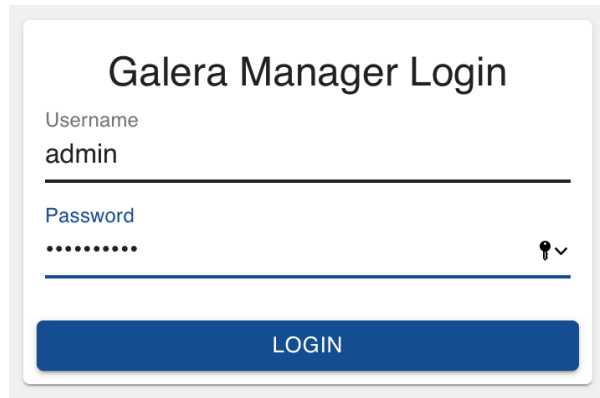 Galera Manager Login
Username
admin
Password
••••••••••
LOGIN